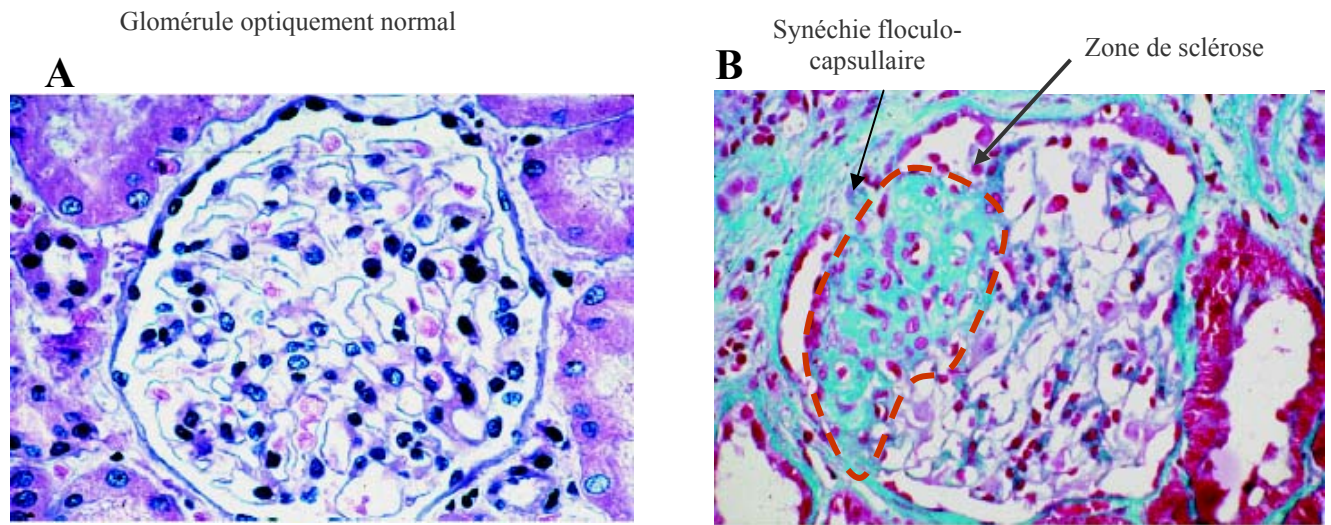 Glomérule optiquement normal
A
Synéchie floculo-
capsullaire
Zone de sclérose
B